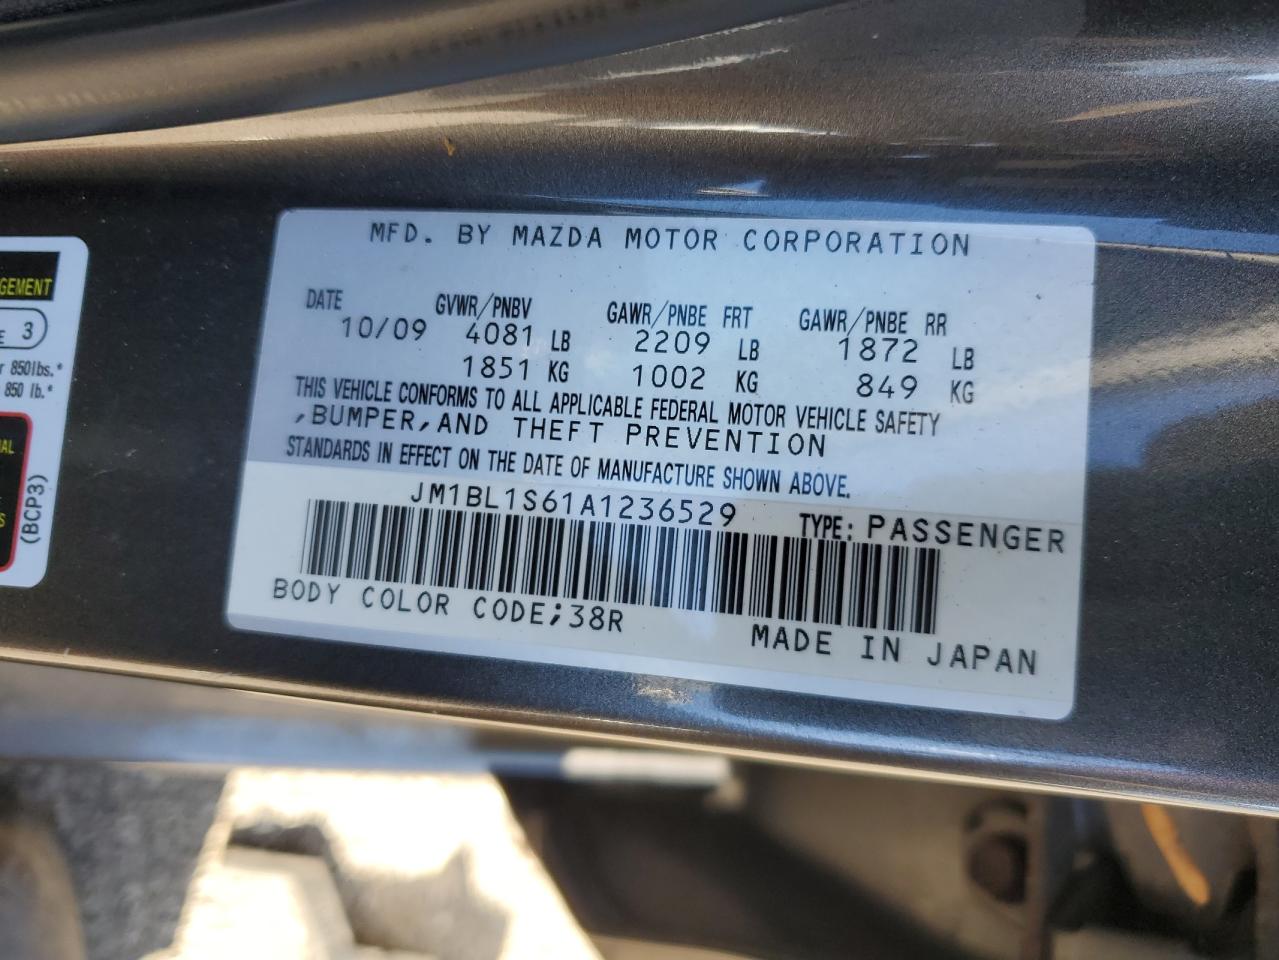 MFD. BY MAZDA MOTOR CORPORATION
DATE GVWR/PNBV GAWR/PNBE FRT GAWR/PNBE RR
10/09 4081 LB 2209 LB 1872 LB
1851 KG 1002 KG 849 KG
THIS VEHICLE CONFORMS TO ALL APPLICABLE FEDERAL MOTOR VEHICLE SAFETY
,BUMPER,AND THEFT PREVENTION
STANDARDS IN EFFECT ON THE DATE OF MANUFACTURE SHOWN ABOVE.
JM1BL1S61A1236529 TYPE: PASSENGER
BODY COLOR CODE;38R
MADE IN JAPAN
3
850lbs.*
850 lb.*
(BCP3)